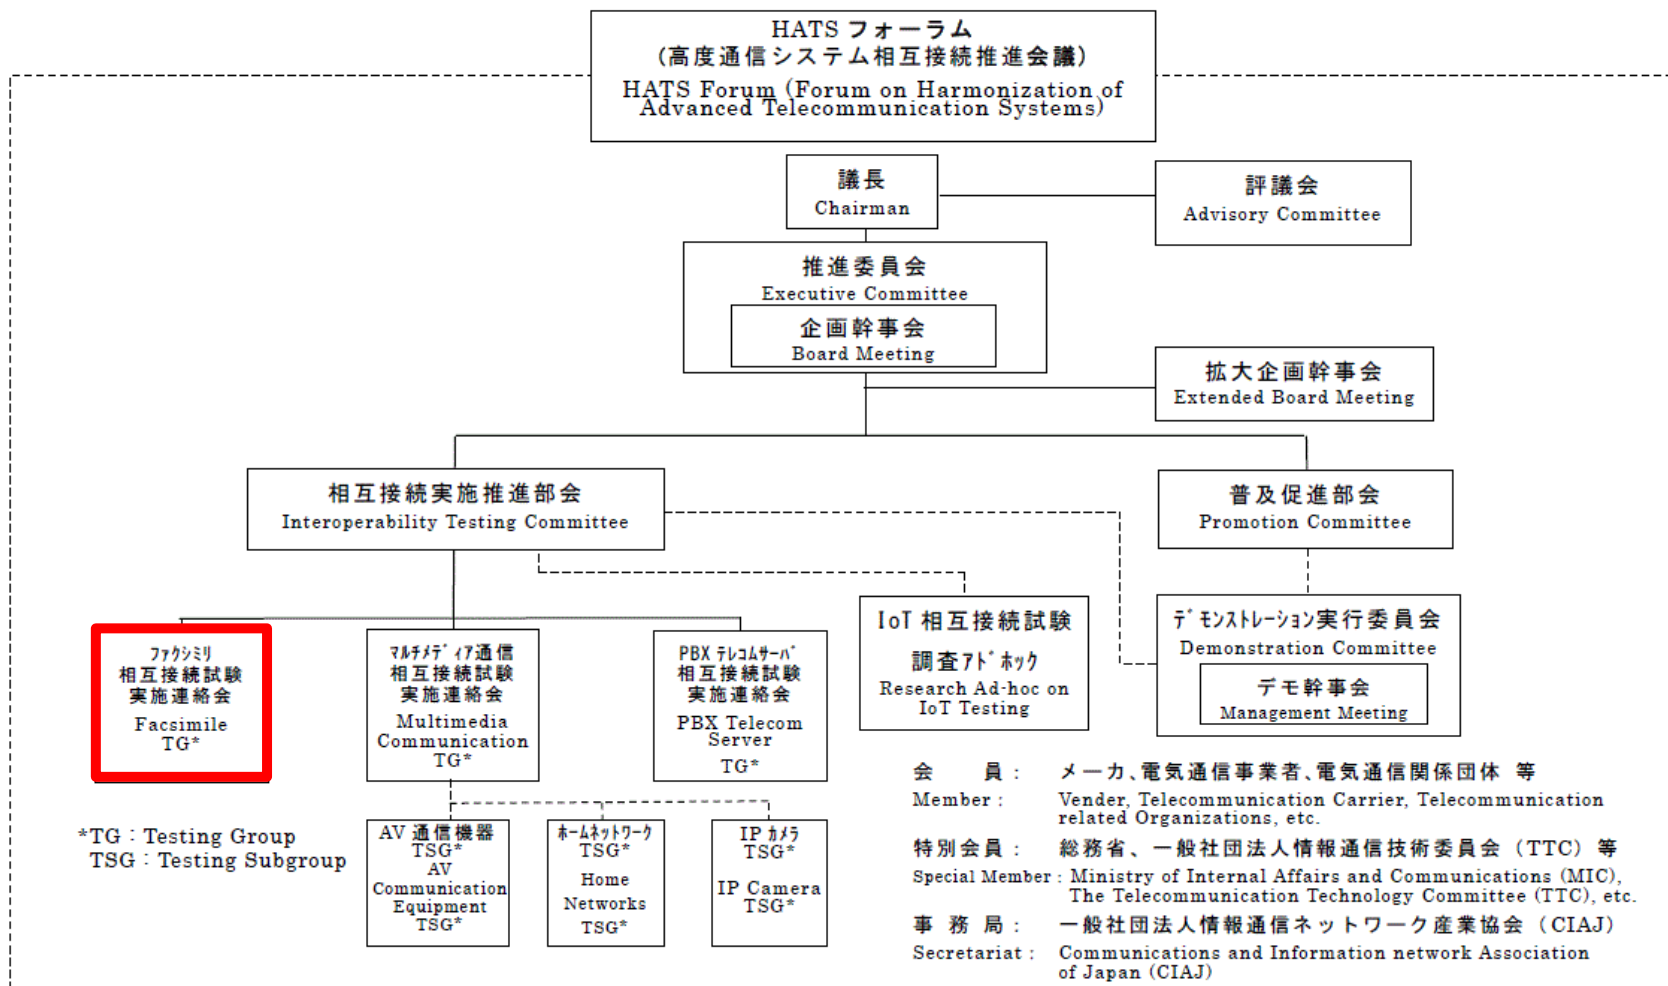 HATS フォーラム
(高度通信システム相互接続推進会議)
HATS Forum (Forum on Harmonization of
Advanced Telecommunication Systems)
議長
Chairman
評議会
Advisory Committee
推進委員会
Executive Committee
企画幹事会
Board Meeting
拡大企画幹事会
Extended Board Meeting
相互接続実施推進部会
Interoperability Testing Committee
普及促進部会
Promotion Committee
ファクシミリ
相互接続試験
実施連絡会
Facsimile
TG*
マルチメディア通信
相互接続試験
実施連絡会
Multimedia
Communication
TG*
PBX テレコムサーバ
相互接続試験
実施連絡会
PBX Telecom
Server
TG*
IoT 相互接続試験
調査アドホック
Research Ad-hoc on
IoT Testing
デモンストレーション実行委員会
Demonstration Committee
デモ幹事会
Management Meeting
*TG：Testing Group
TSG：Testing Subgroup
AV 通信機器
TSG*
AV
Communication
Equipment
TSG*
ホームネットワーク
TSG*
Home
Networks
TSG*
IP カメラ
TSG*
IP Camera
TSG*
会　員： メーカ、電気通信事業者、電気通信関係団体 等
Member： Vender, Telecommunication Carrier, Telecommunication
related Organizations, etc.
特別会員： 総務省、一般社団法人情報通信技術委員会（TTC）等
Special Member： Ministry of Internal Affairs and Communications (MIC),
The Telecommunication Technology Committee (TTC), etc.
事 務 局： 一般社団法人情報通信ネットワーク産業協会（CIAJ）
Secretariat： Communications and Information network Association
of Japan (CIAJ)